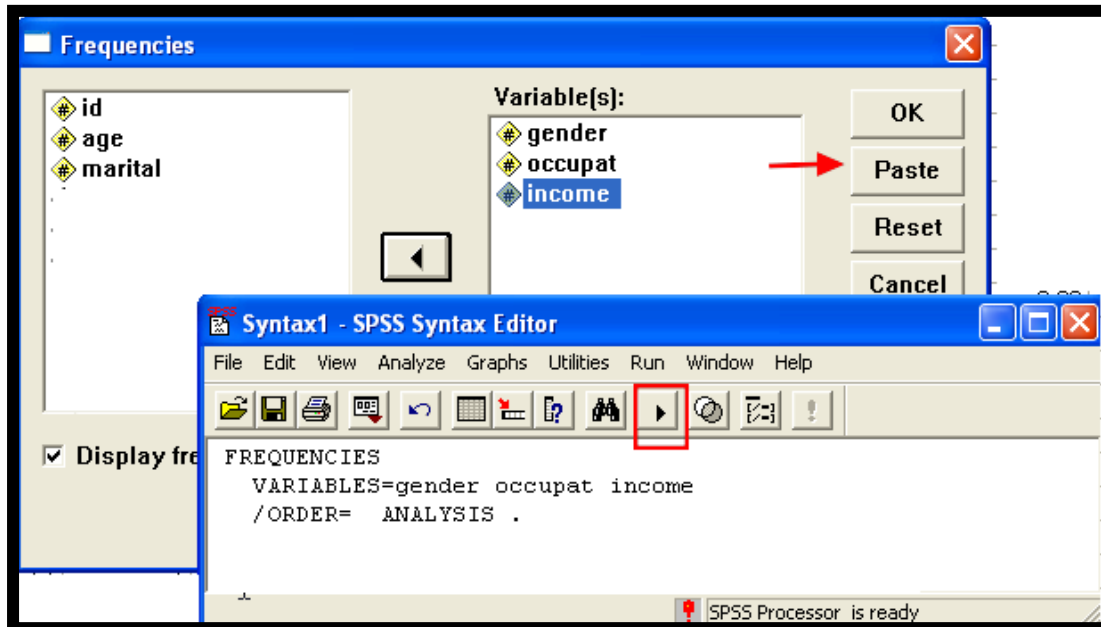 Frequencies
id
age
marital
Variable(s):
gender
occupat
income
OK
Paste
Reset
Cancel
Display fre
Syntax1 - SPSS Syntax Editor
File Edit View Analyze Graphs Utilities Run Window Help
FREQUENCIES
VARIABLES=gender occupat income
/ORDER= ANALYSIS .
SPSS Processor is ready